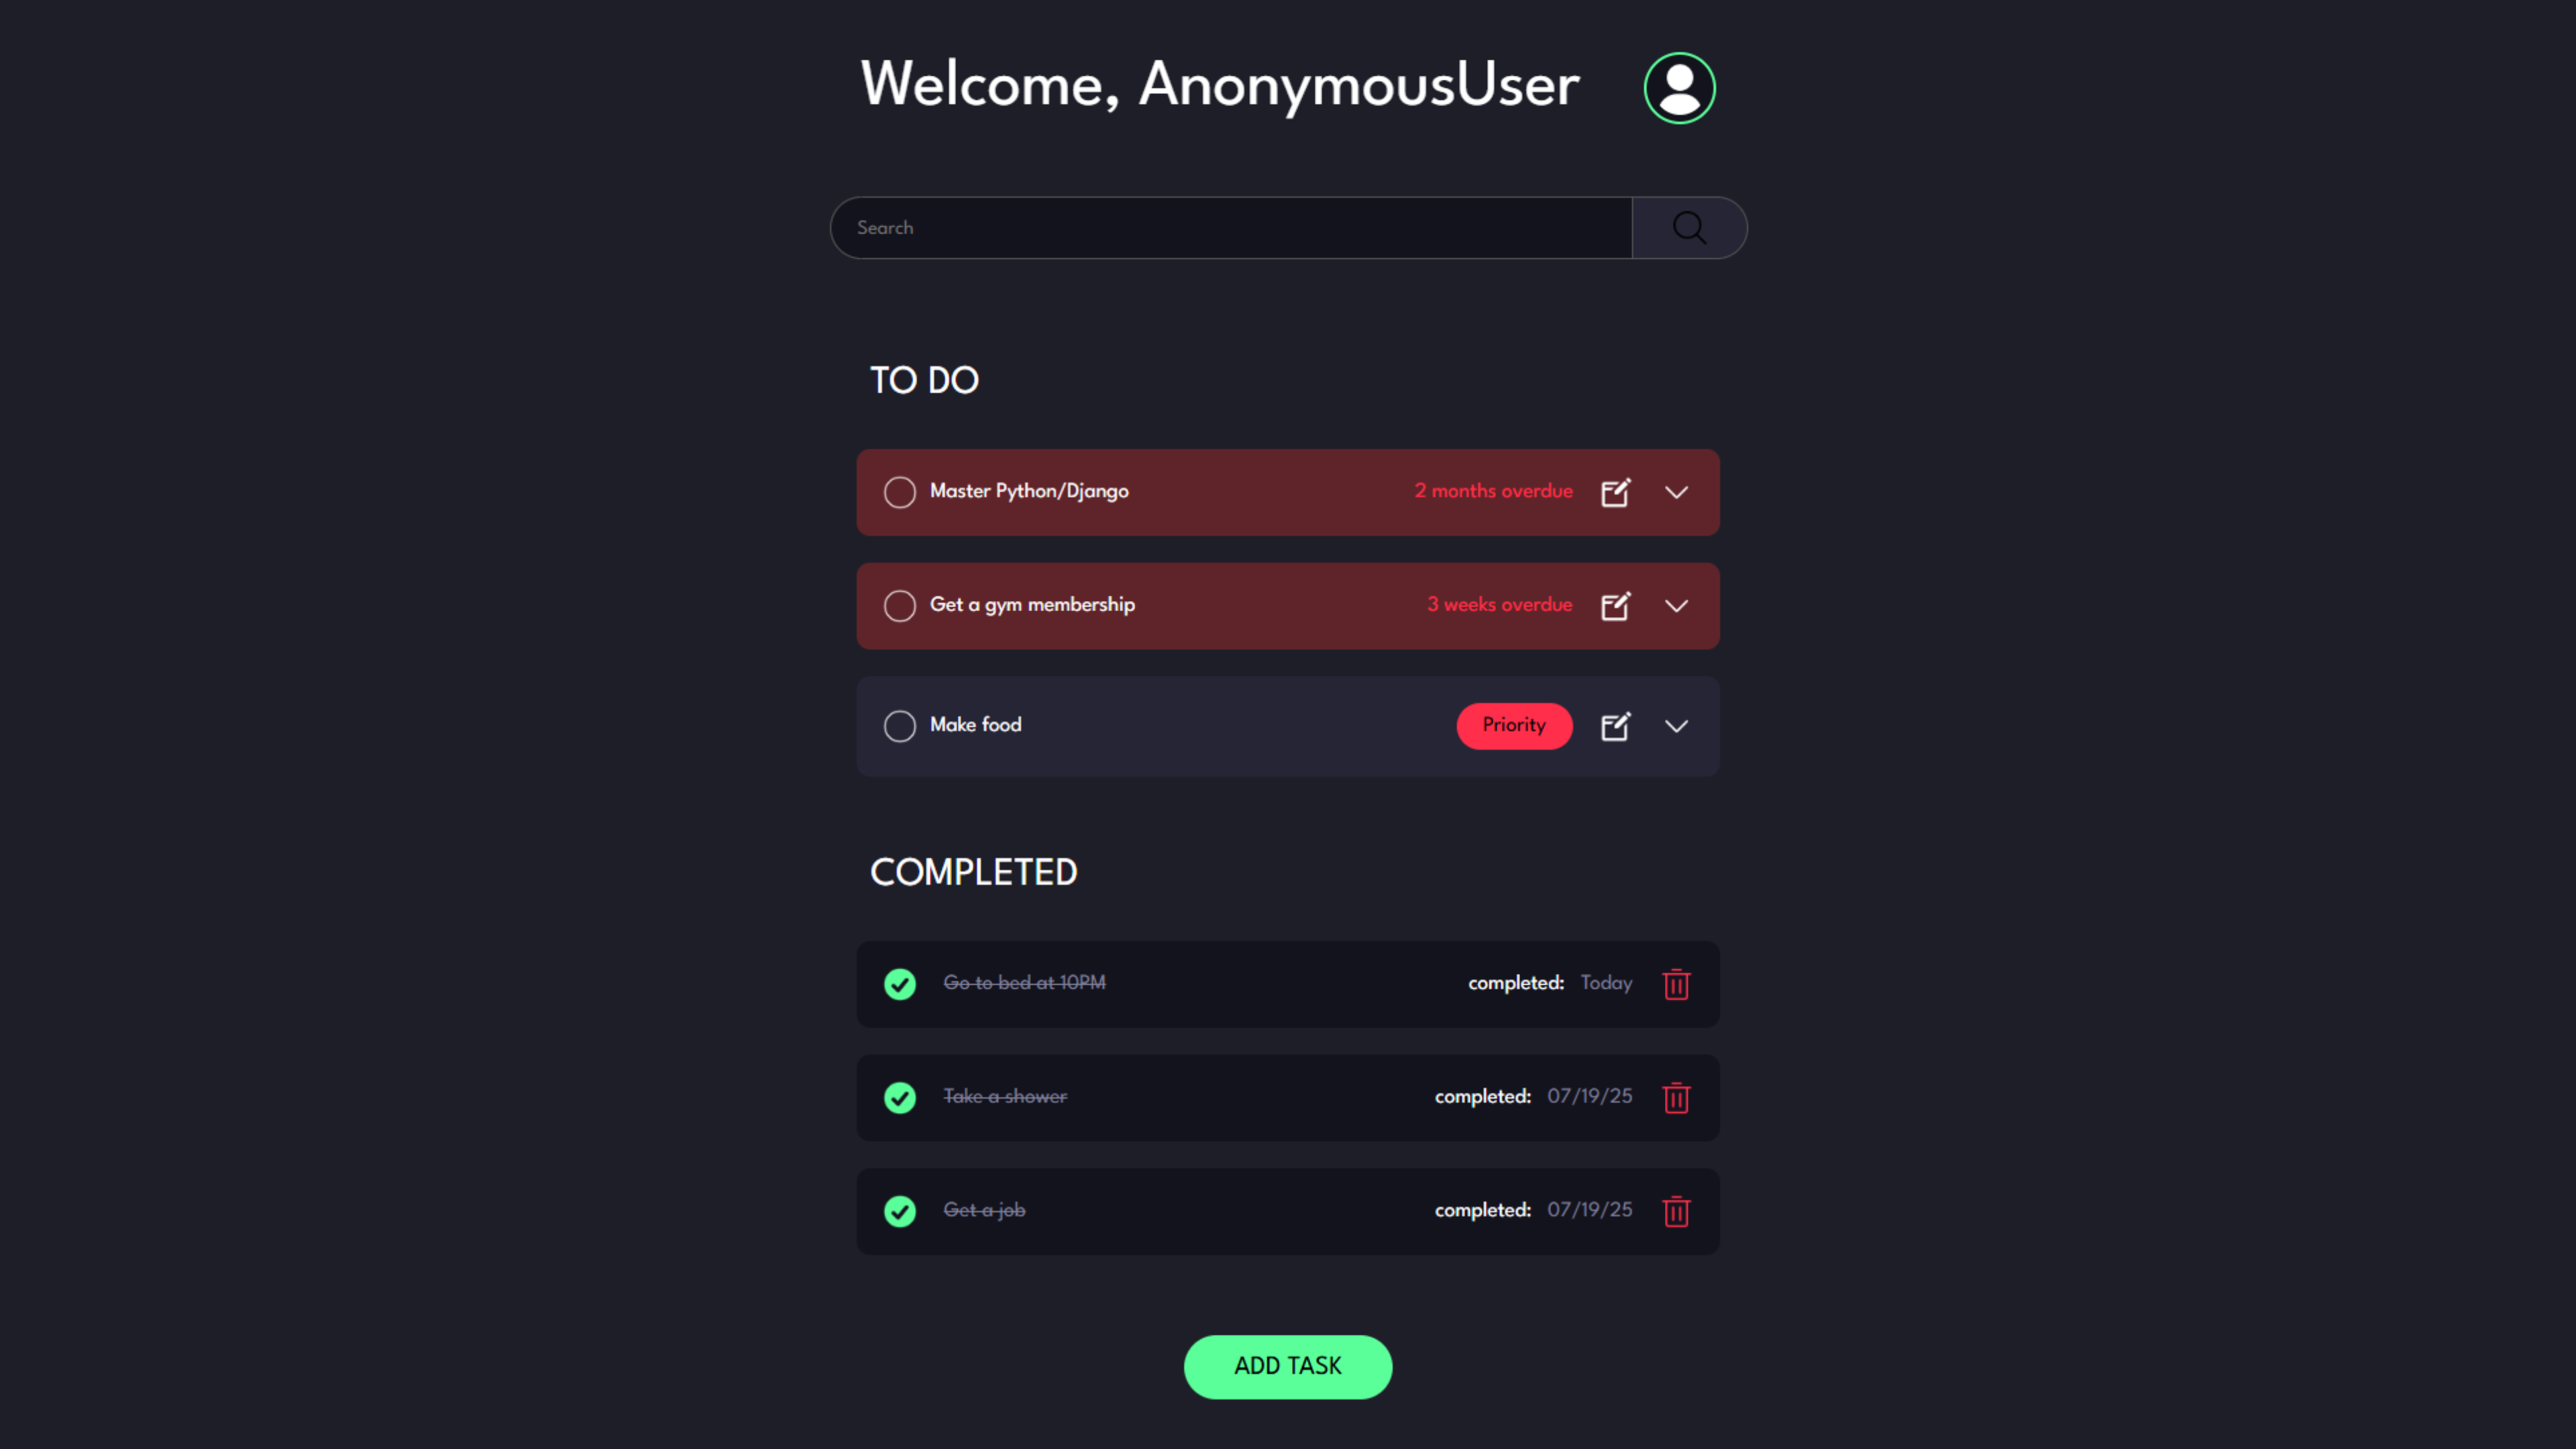 Welcome, AnonymousUser
Search
TO DO
Master Python/Django 2 months overdue
Get a gym membership 3 weeks overdue
Make food Priority
COMPLETED
Go to bed at 10PM completed: Today
Take a shower completed: 07/19/25
Get a job completed: 07/19/25
ADD TASK